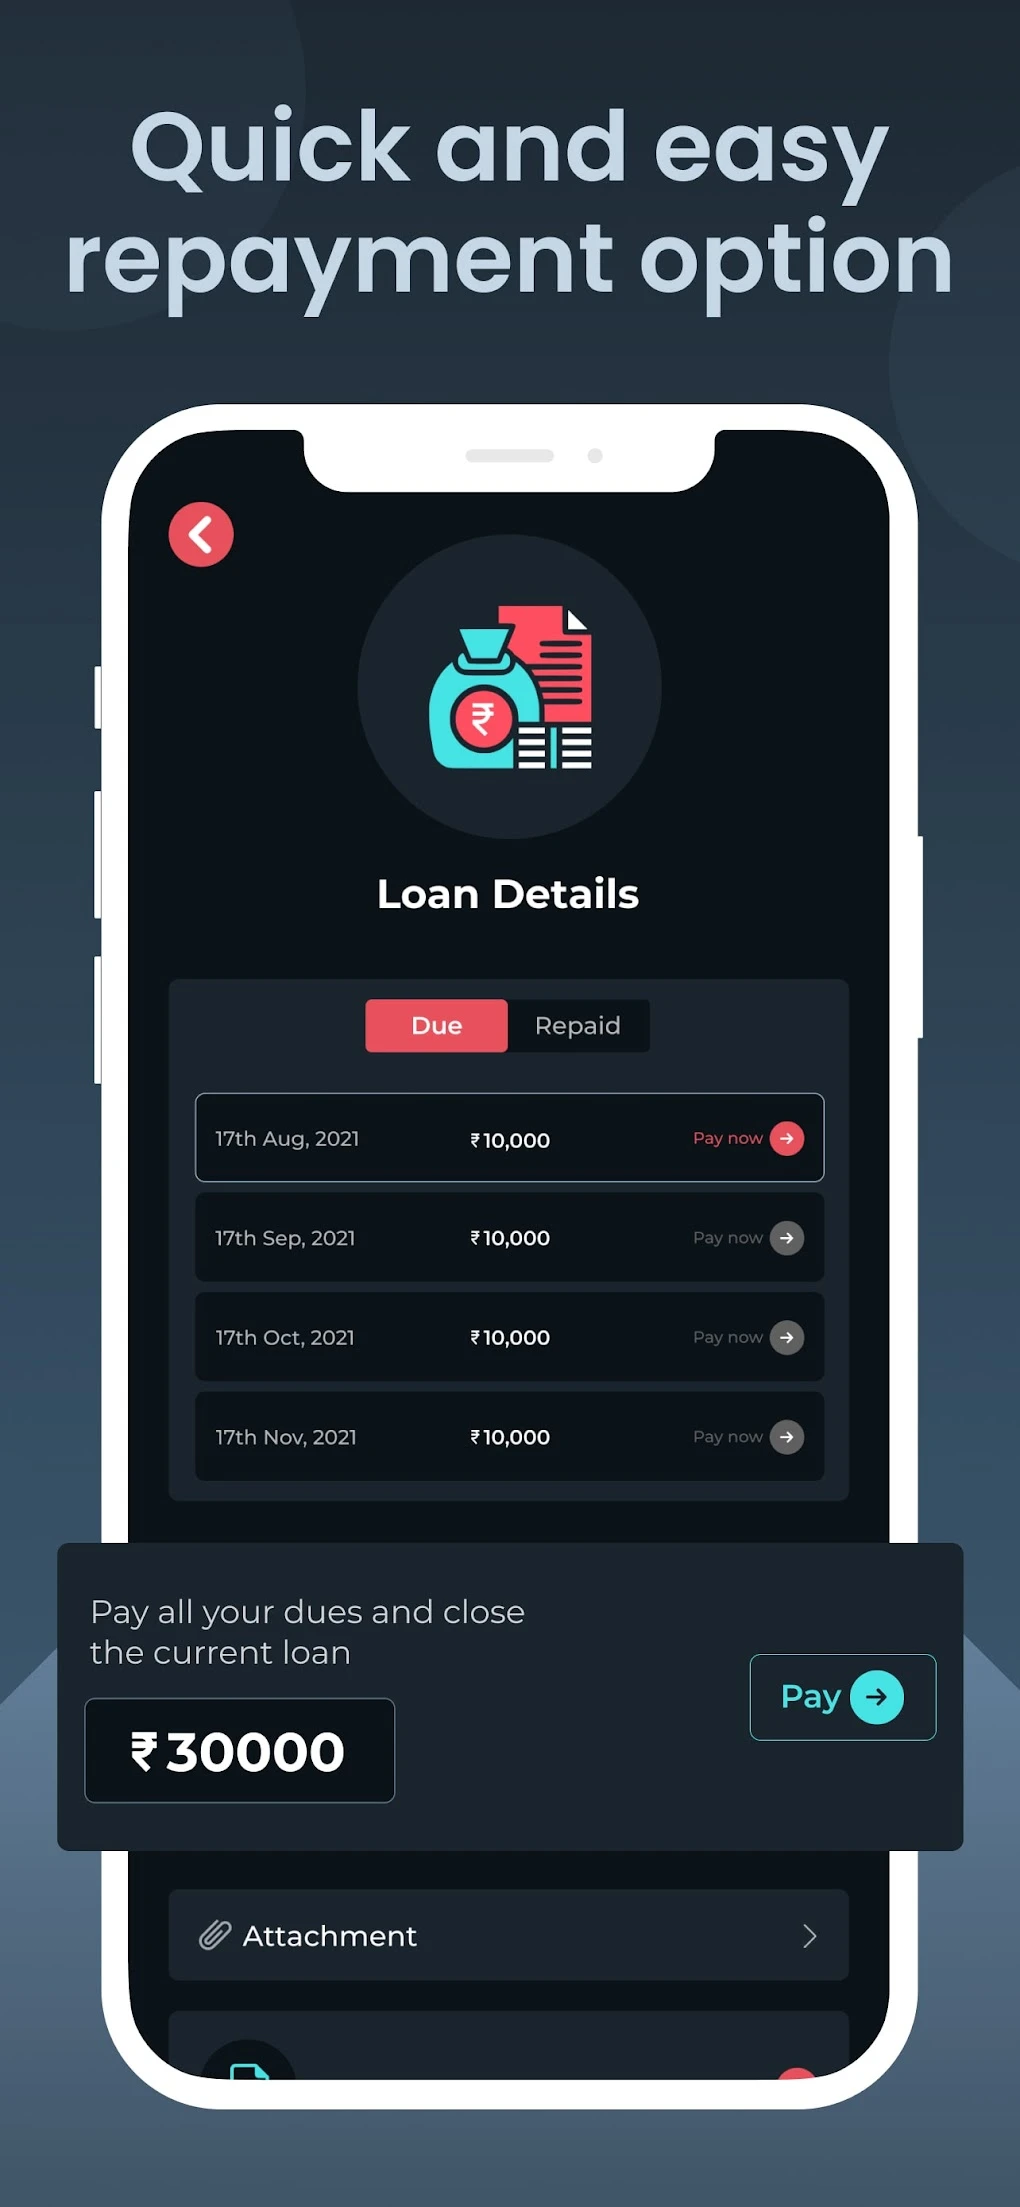 Quick and easy
repayment option
₹
Loan Details
Due Repaid
17th Aug, 2021 ₹10,000 Pay now
17th Sep, 2021 ₹10,000 Pay now
17th Oct, 2021 ₹10,000 Pay now
17th Nov, 2021 ₹10,000 Pay now
Pay all your dues and close
the current loan
Pay
₹30000
Attachment